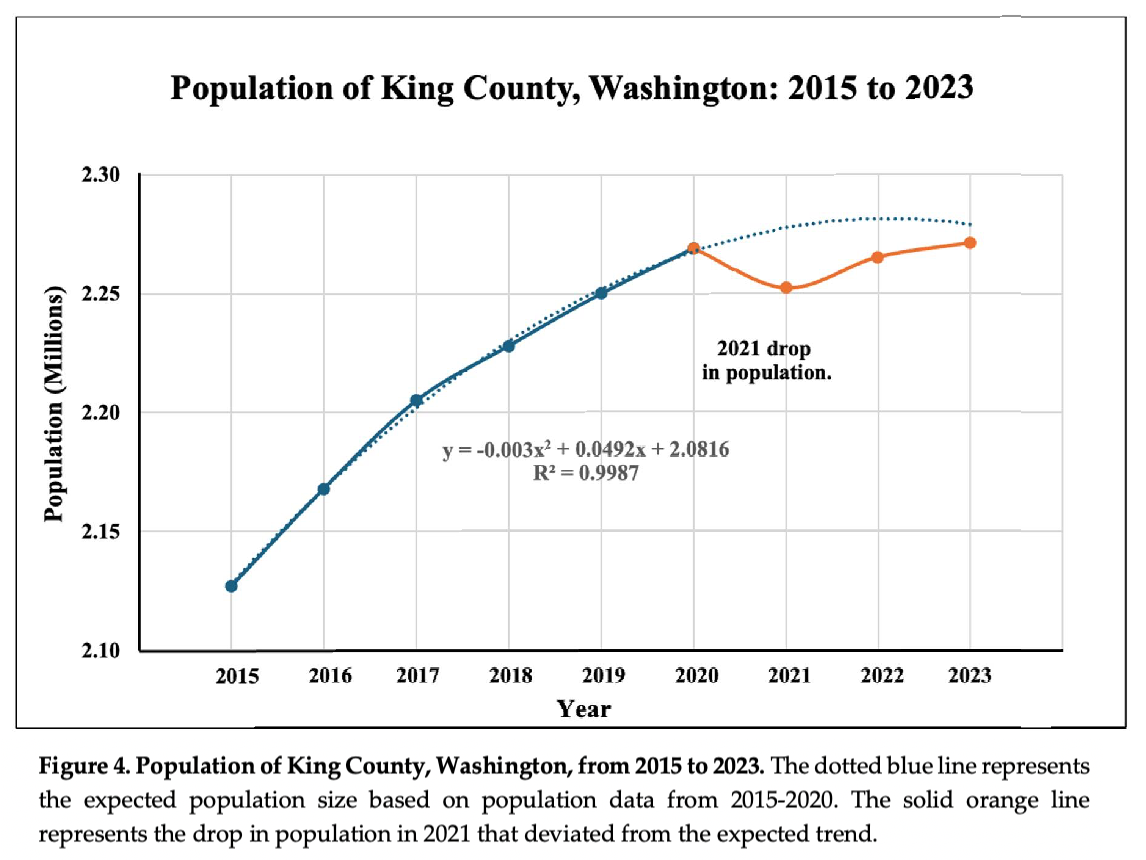 Population of King County, Washington: 2015 to 2023
2.30
2.25
2.20
2.15
2.10
Population (Millions)
2021 drop
in population.
y = -0.003x² + 0.0492x + 2.0816
R² = 0.9987
2015 2016 2017 2018 2019 2020 2021 2022 2023
Year
Figure 4. Population of King County, Washington, from 2015 to 2023. The dotted blue line represents
the expected population size based on population data from 2015-2020. The solid orange line
represents the drop in population in 2021 that deviated from the expected trend.